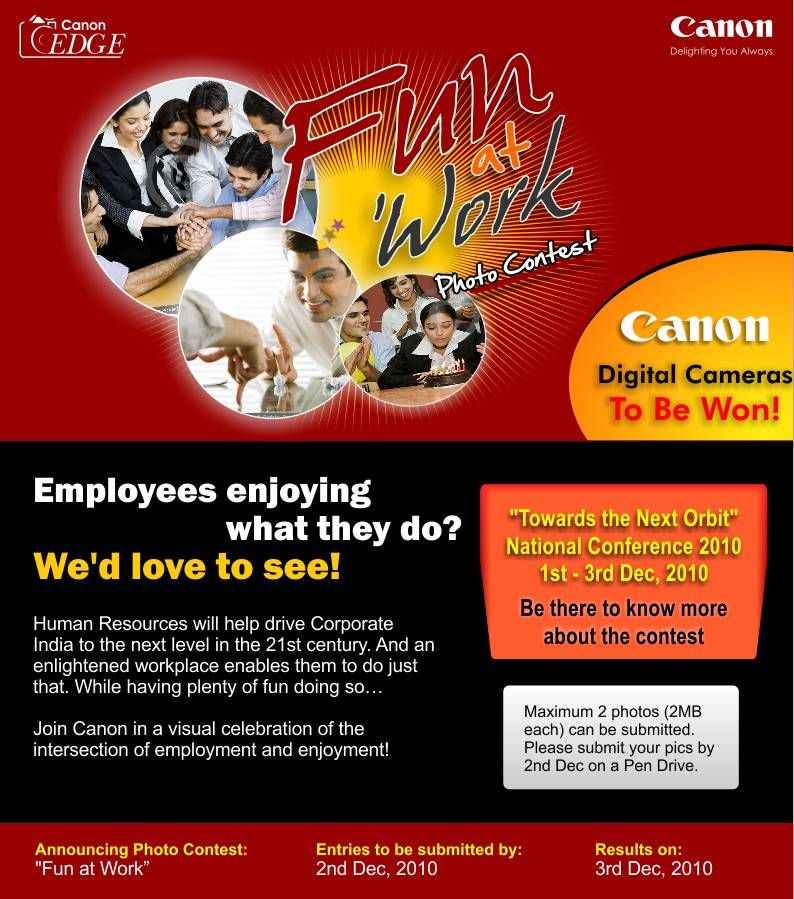 Canon
EDGE
Canon
Delighting You Always
Fun
at
'Work
Photo Contest
Canon
Digital Cameras
To Be Won!
Employees enjoying
what they do?
We'd love to see!
Human Resources will help drive Corporate
India to the next level in the 21st century. And an
enlightened workplace enables them to do just
that. While having plenty of fun doing so…
Join Canon in a visual celebration of the
intersection of employment and enjoyment!
"Towards the Next Orbit"
National Conference 2010
1st - 3rd Dec, 2010
Be there to know more
about the contest
Maximum 2 photos (2MB
each) can be submitted.
Please submit your pics by
2nd Dec on a Pen Drive.
Announcing Photo Contest:
"Fun at Work”
Entries to be submitted by:
2nd Dec, 2010
Results on:
3rd Dec, 2010